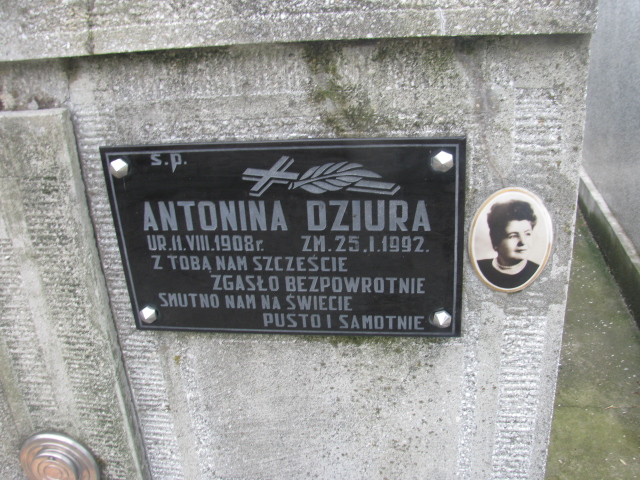 Ś.P.
ANTONINA DZIURA
UR. 11. VIII. 1908r. ZM. 25. I. 1992.
Z TOBĄ NAM SZCZEŚCIE
ZGASŁO BEZPOWROTNIE
SMUTNO NAM NA ŚWIECIE
PUSTO I SAMOTNIE